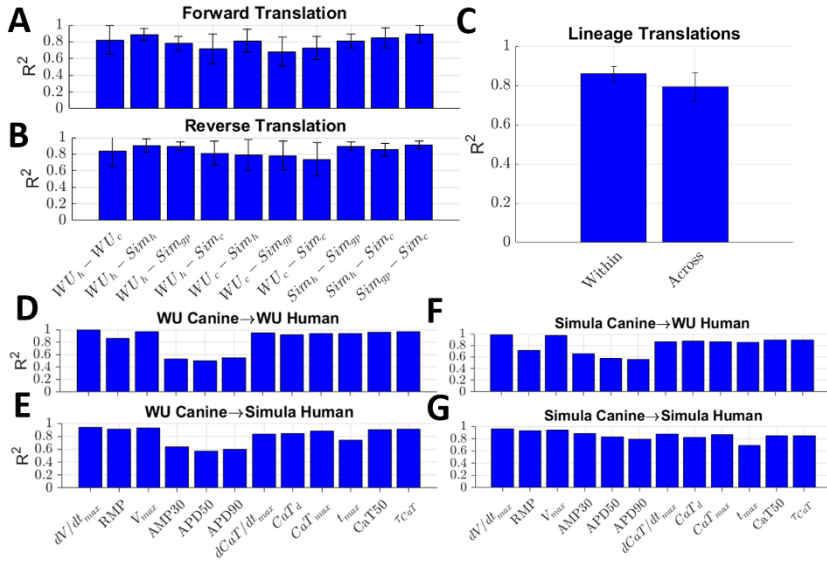 A
Forward Translation
R²
1
0.8
0.6
0.4
0.2
0
B
Reverse Translation
R²
1
0.8
0.6
0.4
0.2
0
WU_h − WU_c
WU_h − Sim_h
WU_h − Sim_gp
WU_h − Sim_c
WU_c − Sim_h
WU_c − Sim_gp
WU_c − Sim_c
Sim_h − Sim_gp
Sim_h − Sim_c
Sim_gp − Sim_c
C
Lineage Translations
R²
1
0.8
0.6
0.4
0.2
0
Within
Across
D
WU Canine→WU Human
R²
1
0.8
0.6
0.4
0.2
0
E
WU Canine→Simula Human
R²
1
0.8
0.6
0.4
0.2
0
dV/dt_max
RMP
V_max
AMP30
APD50
APD90
dCaT/dt_max
CaT_d
CaT_max
t_max
CaT50
τ_CaT
F
Simula Canine→WU Human
R²
1
0.8
0.6
0.4
0.2
0
G
Simula Canine→Simula Human
R²
1
0.8
0.6
0.4
0.2
0
dV/dt_max
RMP
V_max
AMP30
APD50
APD90
dCaT/dt_max
CaT_d
CaT_max
t_max
CaT50
τ_CaT